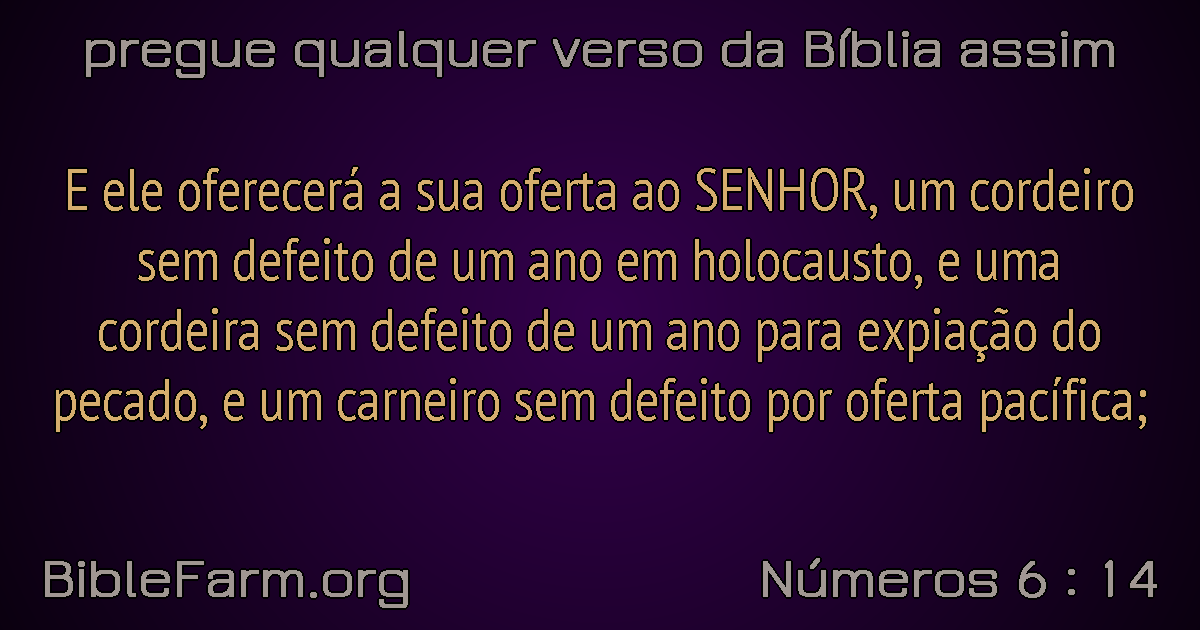 pregue qualquer verso da Bíblia assim
E ele oferecerá a sua oferta ao SENHOR, um cordeiro
sem defeito de um ano em holocausto, e uma
cordeira sem defeito de um ano para expiação do
pecado, e um carneiro sem defeito por oferta pacífica;
BibleFarm.org
Números 6 : 14